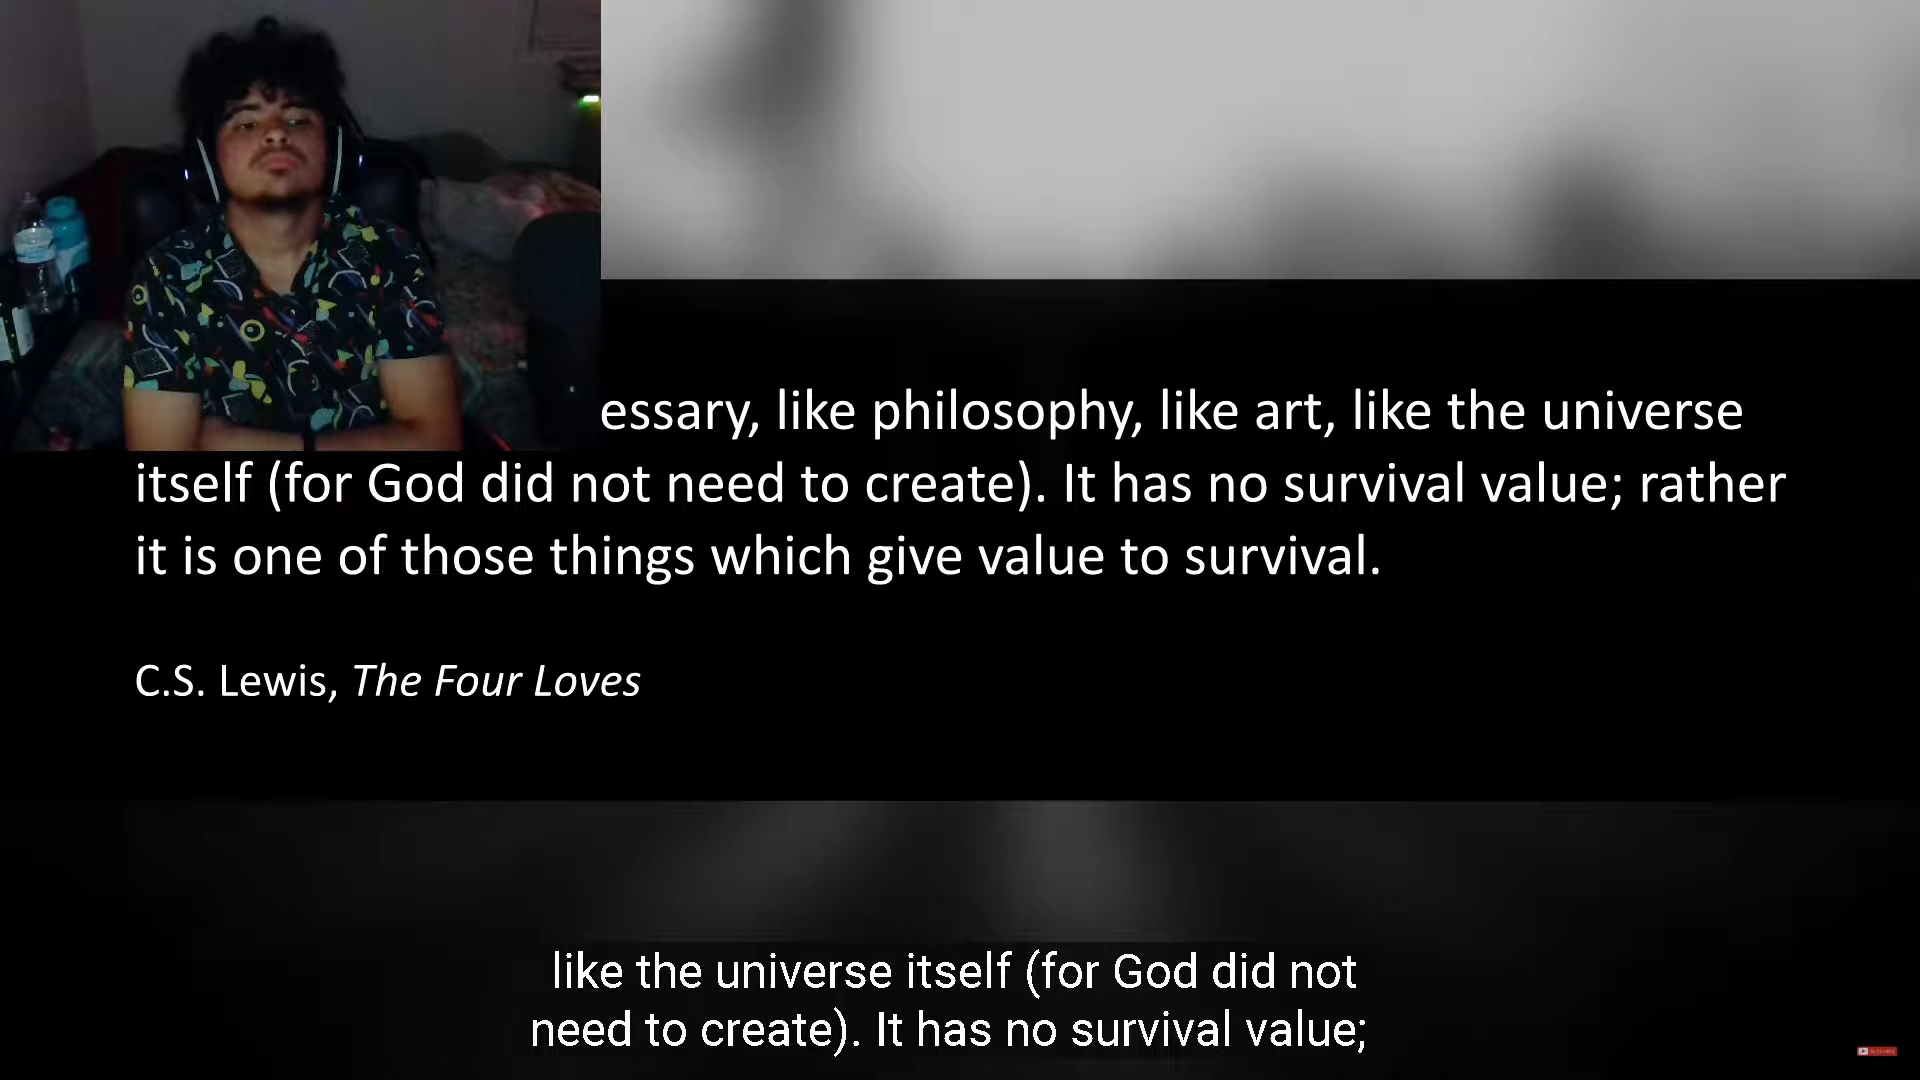 essary, like philosophy, like art, like the universe
itself (for God did not need to create). It has no survival value; rather
it is one of those things which give value to survival.
C.S. Lewis, The Four Loves
like the universe itself (for God did not
need to create). It has no survival value;